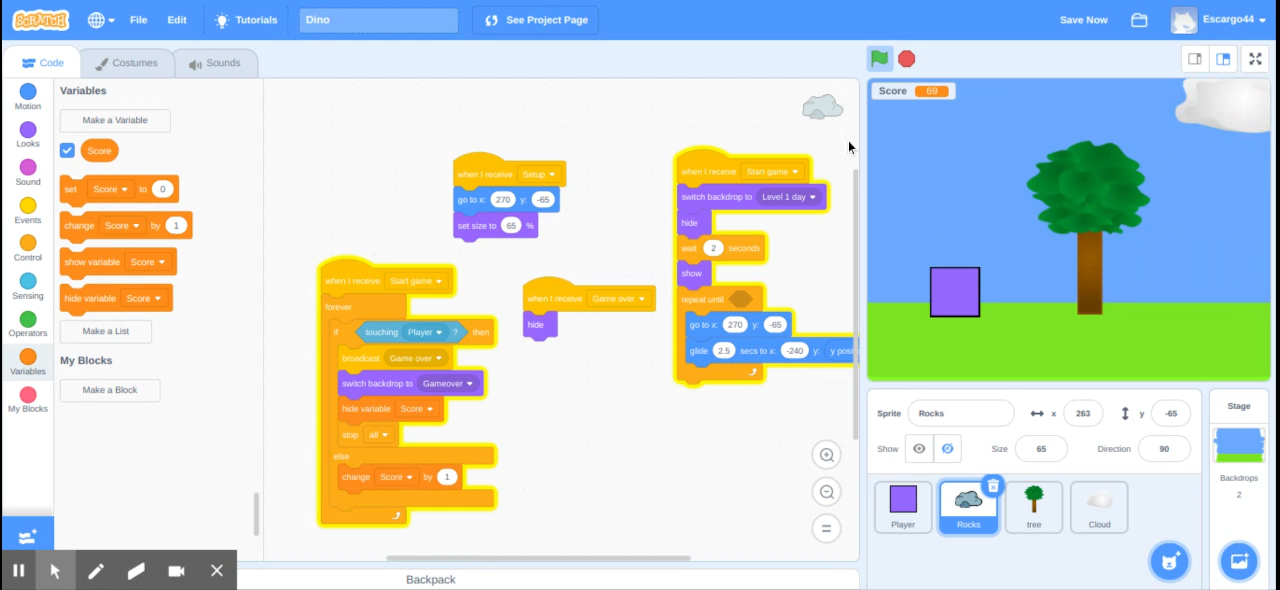 SCRATCH File Edit Tutorials Dino See Project Page Save Now Escargo44
Code Costumes Sounds
Motion
Looks
Sound
Events
Control
Sensing
Operators
Variables
My Blocks
Variables
Make a Variable
Score
set Score to 0
change Score by 1
show variable Score
hide variable Score
Make a List
My Blocks
Make a Block
when I receive Setup
go to x: 270 y: -65
set size to 65 %
when I receive Start game
forever
if touching Player ? then
broadcast Game over
switch backdrop to Gameover
hide variable Score
stop all
else
change Score by 1
when I receive Game over
hide
when I receive Start game
switch backdrop to Level 1 day
hide
wait 2 seconds
show
repeat until
go to x: 270 y: -65
glide 2.5 secs to x: -240 y:
Backpack
Score 69
Sprite Rocks x 263 y -65
Show Size 65 Direction 90
Player Rocks tree Cloud
Stage
Backdrops
2